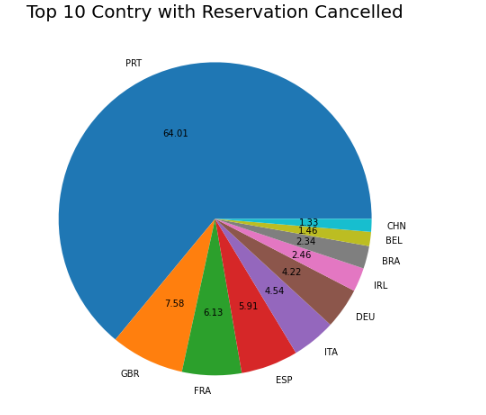 Top 10 Contry with Reservation Cancelled
PRT
64.01
CHN
1.33
BEL
1.46
BRA
2.34
IRL
2.46
DEU
4.22
ITA
4.54
ESP
5.91
FRA
6.13
GBR
7.58